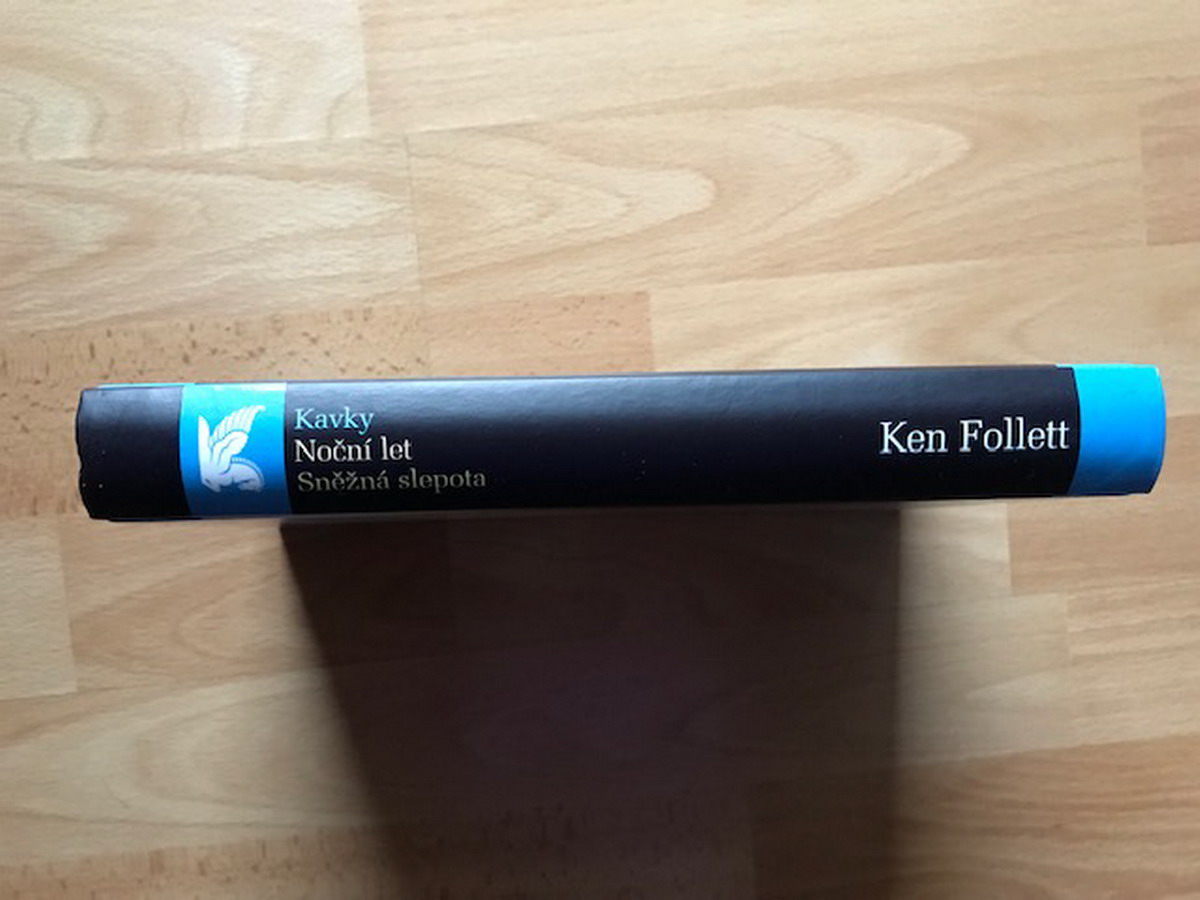 Kavky
Noční let
Sněžná slepota
Ken Follett